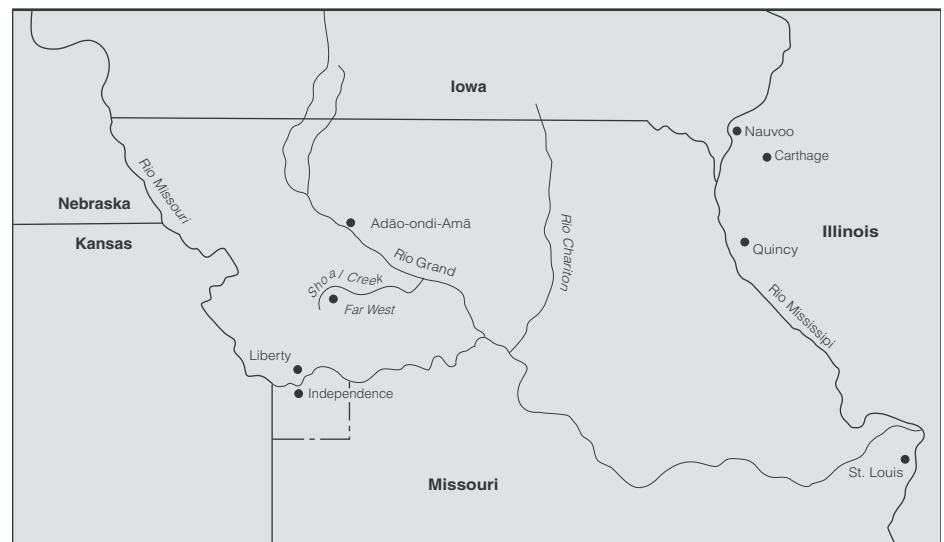 Iowa
Nauvoo
Carthage
Rio Missouri
Nebraska
Kansas
Adão-ondi-Amã
Rio Chariton
Illinois
Quincy
Rio Grand
Shoal Creek
Far West
Rio Mississipi
Liberty
Independence
St. Louis
Missouri